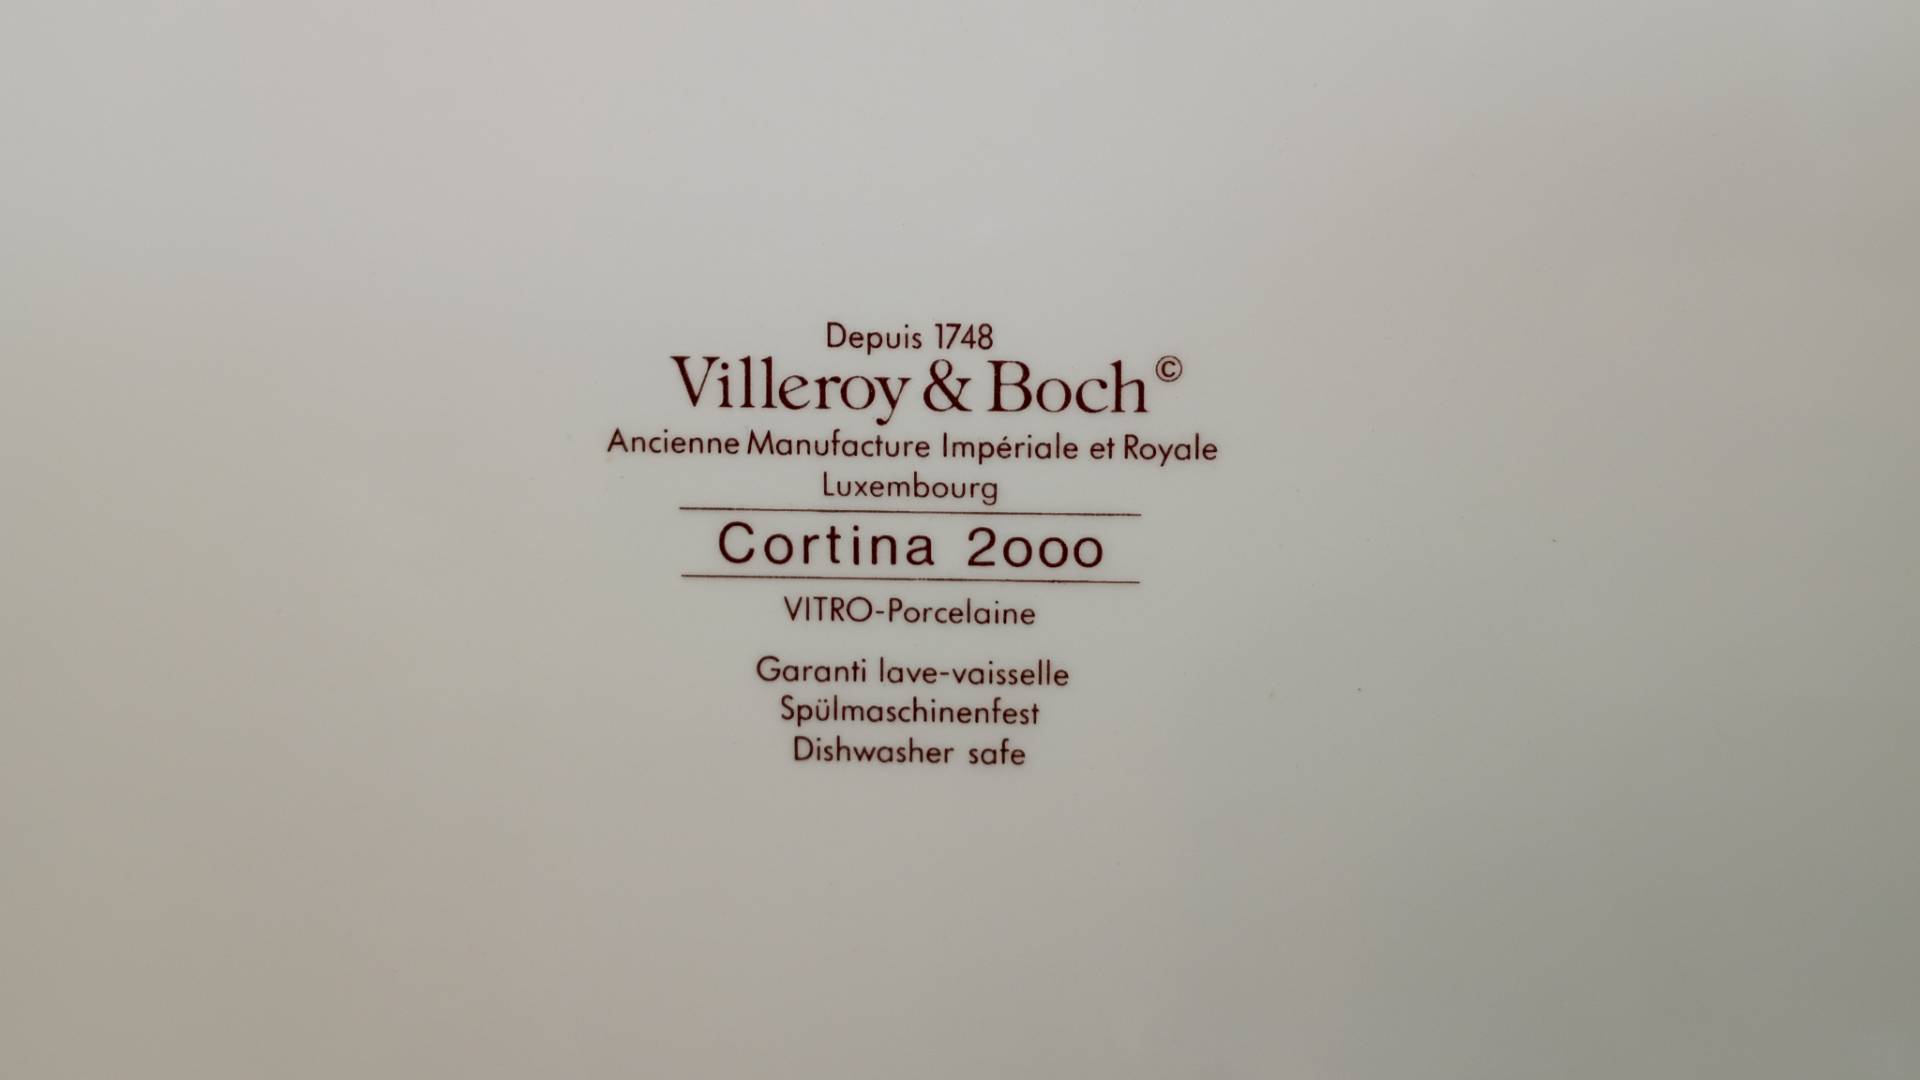 Depuis 1748
Villeroy & Boch©
Ancienne Manufacture Impériale et Royale
Luxembourg
Cortina 2000
VITRO-Porcelaine
Garanti lave-vaisselle
Spülmaschinenfest
Dishwasher safe